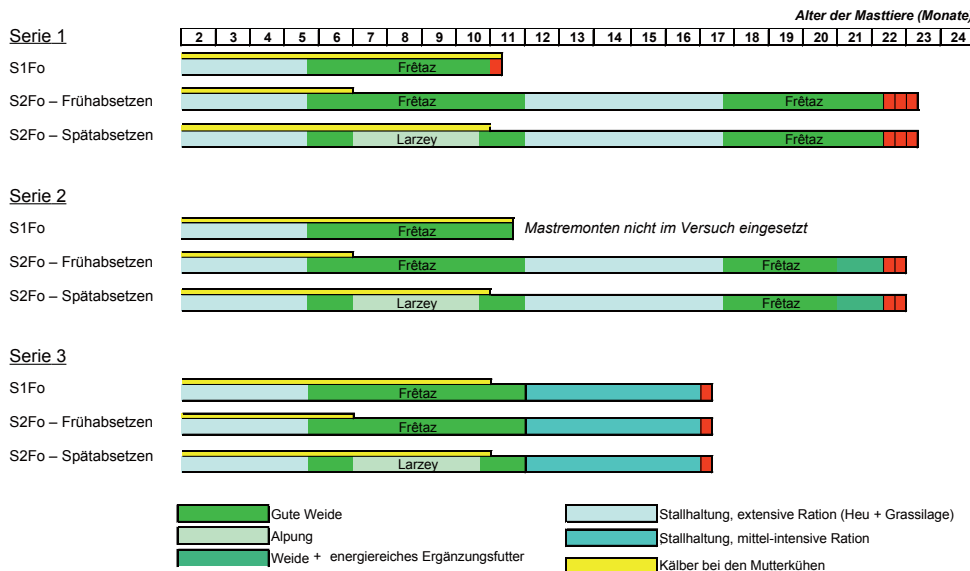 Alter der Masttiere (Monate)
Serie 1
2 3 4 5 6 7 8 9 10 11 12 13 14 15 16 17 18 19 20 21 22 23 24
S1Fo
Frêtaz
S2Fo – Frühabsetzen
Frêtaz Frêtaz
S2Fo – Spätabsetzen
Larzey Frêtaz
Serie 2
S1Fo
Frêtaz Mastremonten nicht im Versuch eingesetzt
S2Fo – Frühabsetzen
Frêtaz Frêtaz
S2Fo – Spätabsetzen
Larzey Frêtaz
Serie 3
S1Fo
Frêtaz
S2Fo – Frühabsetzen
Frêtaz
S2Fo – Spätabsetzen
Larzey
Gute Weide
Alpung
Weide + energiereiches Ergänzungsfutter
Stallhaltung, extensive Ration (Heu + Grassilage)
Stallhaltung, mittel-intensive Ration
Kälber bei den Mutterkühen